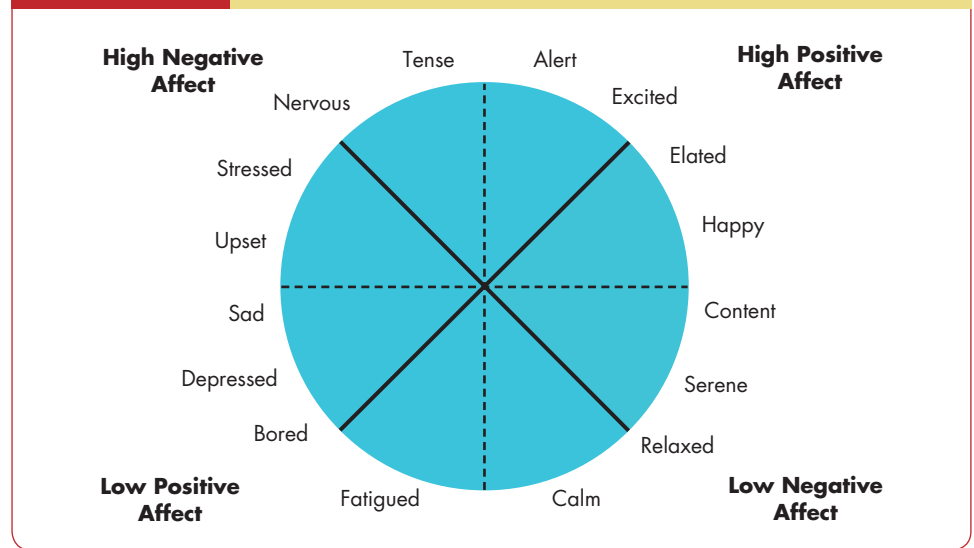 High Negative
Affect
Tense
Alert
High Positive
Affect
Nervous
Excited
Stressed
Elated
Upset
Happy
Sad
Content
Depressed
Serene
Bored
Relaxed
Low Positive
Affect
Fatigued
Calm
Low Negative
Affect